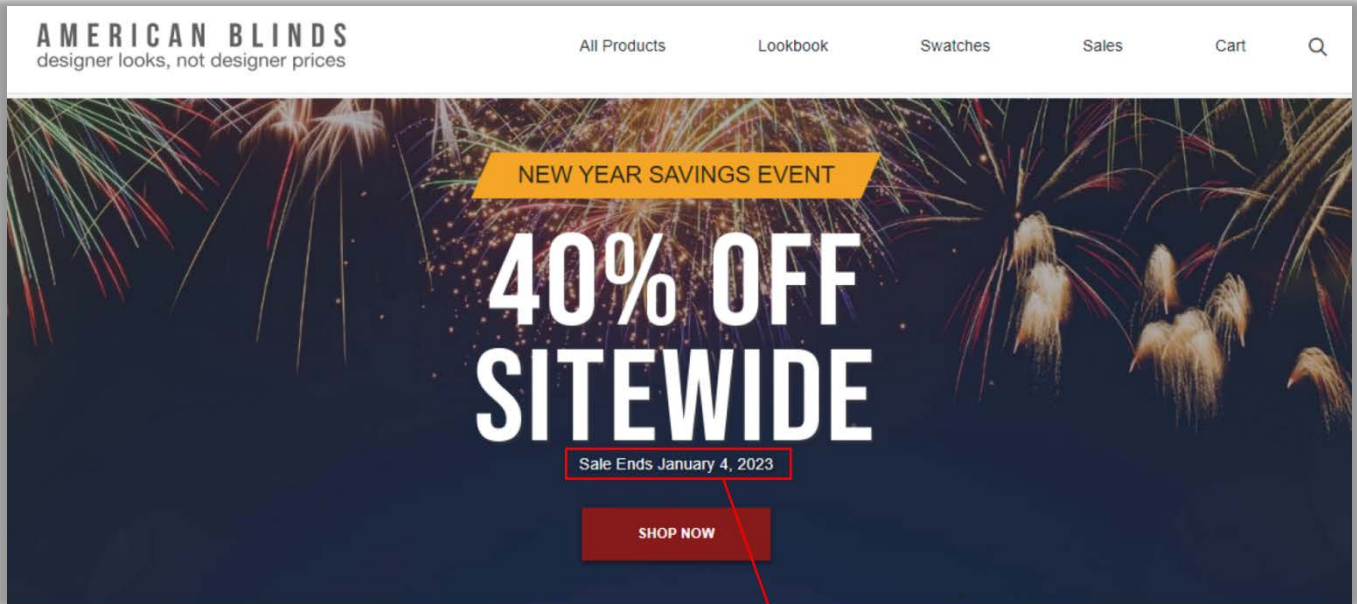 AMERICAN BLINDS
designer looks, not designer prices
All Products Lookbook Swatches Sales Cart
NEW YEAR SAVINGS EVENT
40% OFF
SITEWIDE
Sale Ends January 4, 2023
SHOP NOW